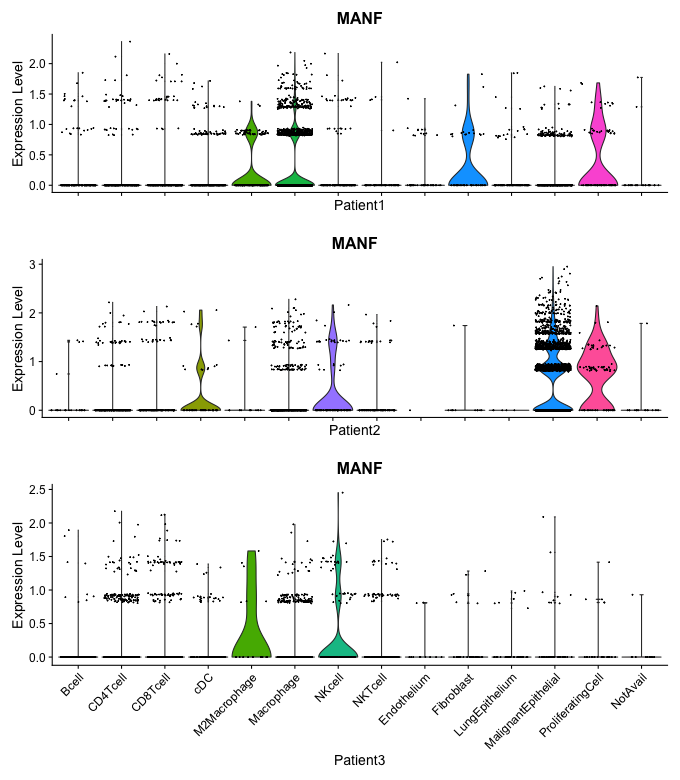 MANF
Expression Level
2.0
1.5
1.0
0.5
0.0
Patient1
MANF
Expression Level
3
2
1
0
Patient2
MANF
Expression Level
2.5
2.0
1.5
1.0
0.5
0.0
Bcell
CD4Tcell
CD8Tcell
cDC
M2Macrophage
Macrophage
NKcell
NKTcell
Endothelium
Fibroblast
LungEpithelium
MalignantEpithelial
ProliferatingCell
NotAvail
Patient3